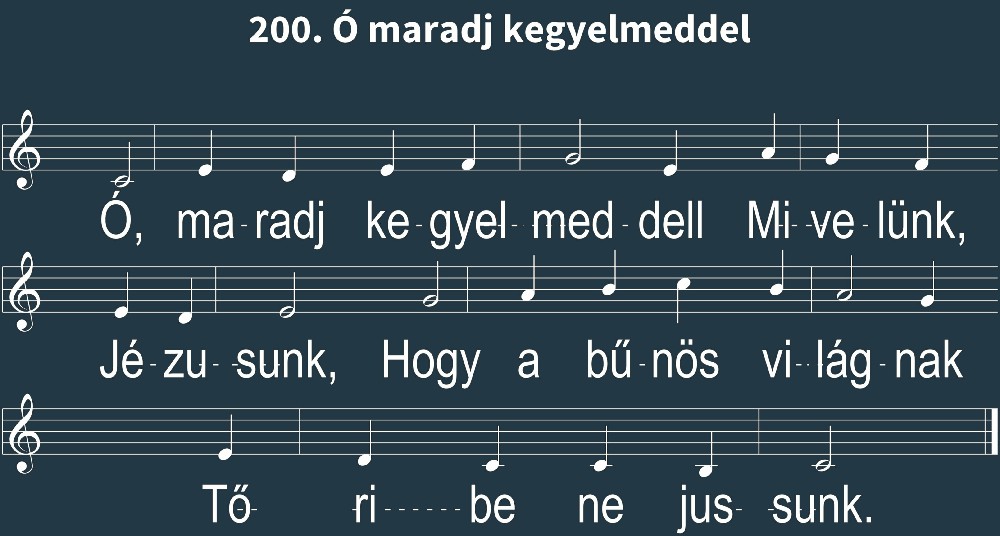 200. Ó maradj kegyelmeddel
Ó, ma-radj ke-gyel-med-dell Mi-ve-lünk,
Jé-zu-sunk, Hogy a bű-nös vi-lág-nak
Tő-ri-be ne jus-sunk.